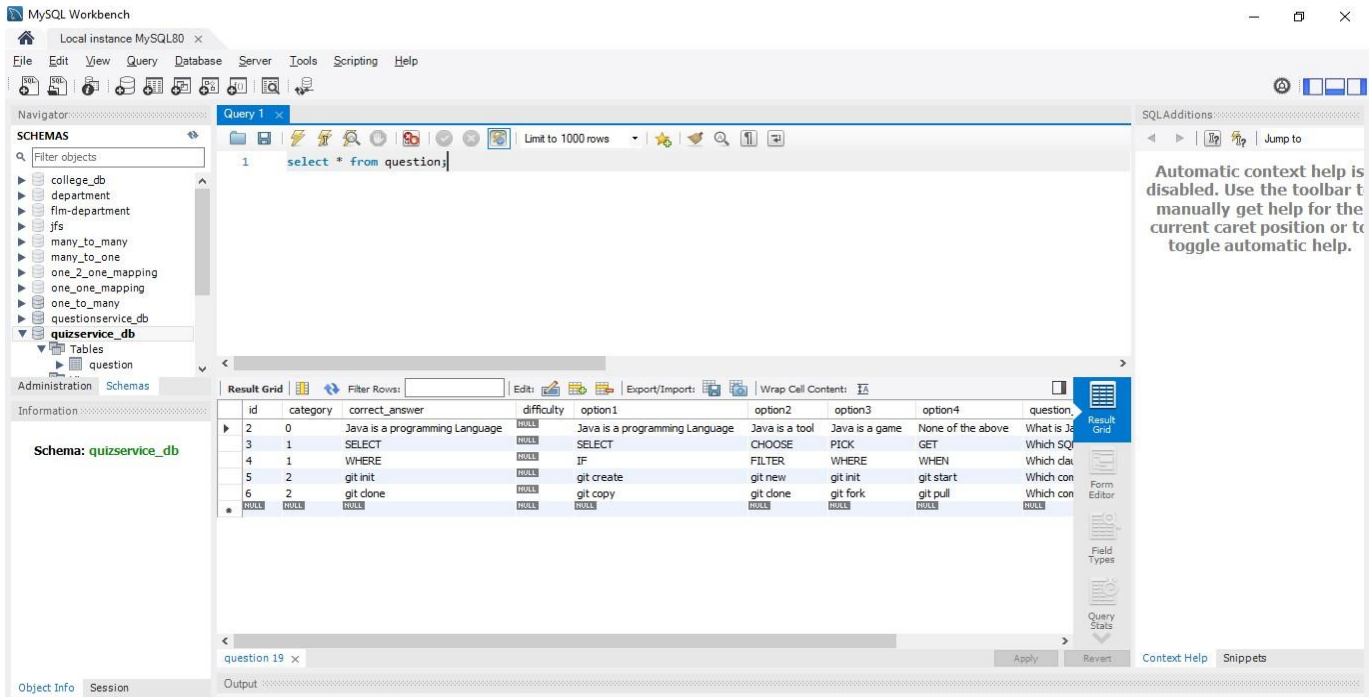 MySQL Workbench
Local instance MySQL80 ×
File Edit View Query Database Server Tools Scripting Help
Navigator
SCHEMAS
Filter objects
college_db
department
flm-department
jfs
many_to_many
many_to_one
one_2_one_mapping
one_one_mapping
one_to_many
questionservice_db
quizservice_db
Tables
question
Administration Schemas
Information
Schema: quizservice_db
Object Info Session
Query 1 ×
Limit to 1000 rows
1 select * from question;
Result Grid Filter Rows: Edit: Export/Import: Wrap Cell Content: IA
id category correct_answer difficulty option1 option2 option3 option4 question_
2 0 Java is a programming Language NULL Java is a programming Language Java is a tool Java is a game None of the above What is Ja
3 1 SELECT NULL SELECT CHOOSE PICK GET Which SQ
4 1 WHERE NULL IF FILTER WHERE WHEN Which clau
5 2 git init NULL git create git new git init git start Which com
6 2 git clone NULL git copy git clone git fork git pull Which com
NULL NULL NULL NULL NULL NULL NULL NULL NULL
Result Grid
Form Editor
Field Types
Query Stats
question 19 ×
Apply Revert
Output
SQLAdditions
Jump to
Automatic context help is
disabled. Use the toolbar t
manually get help for the
current caret position or to
toggle automatic help.
Context Help Snippets